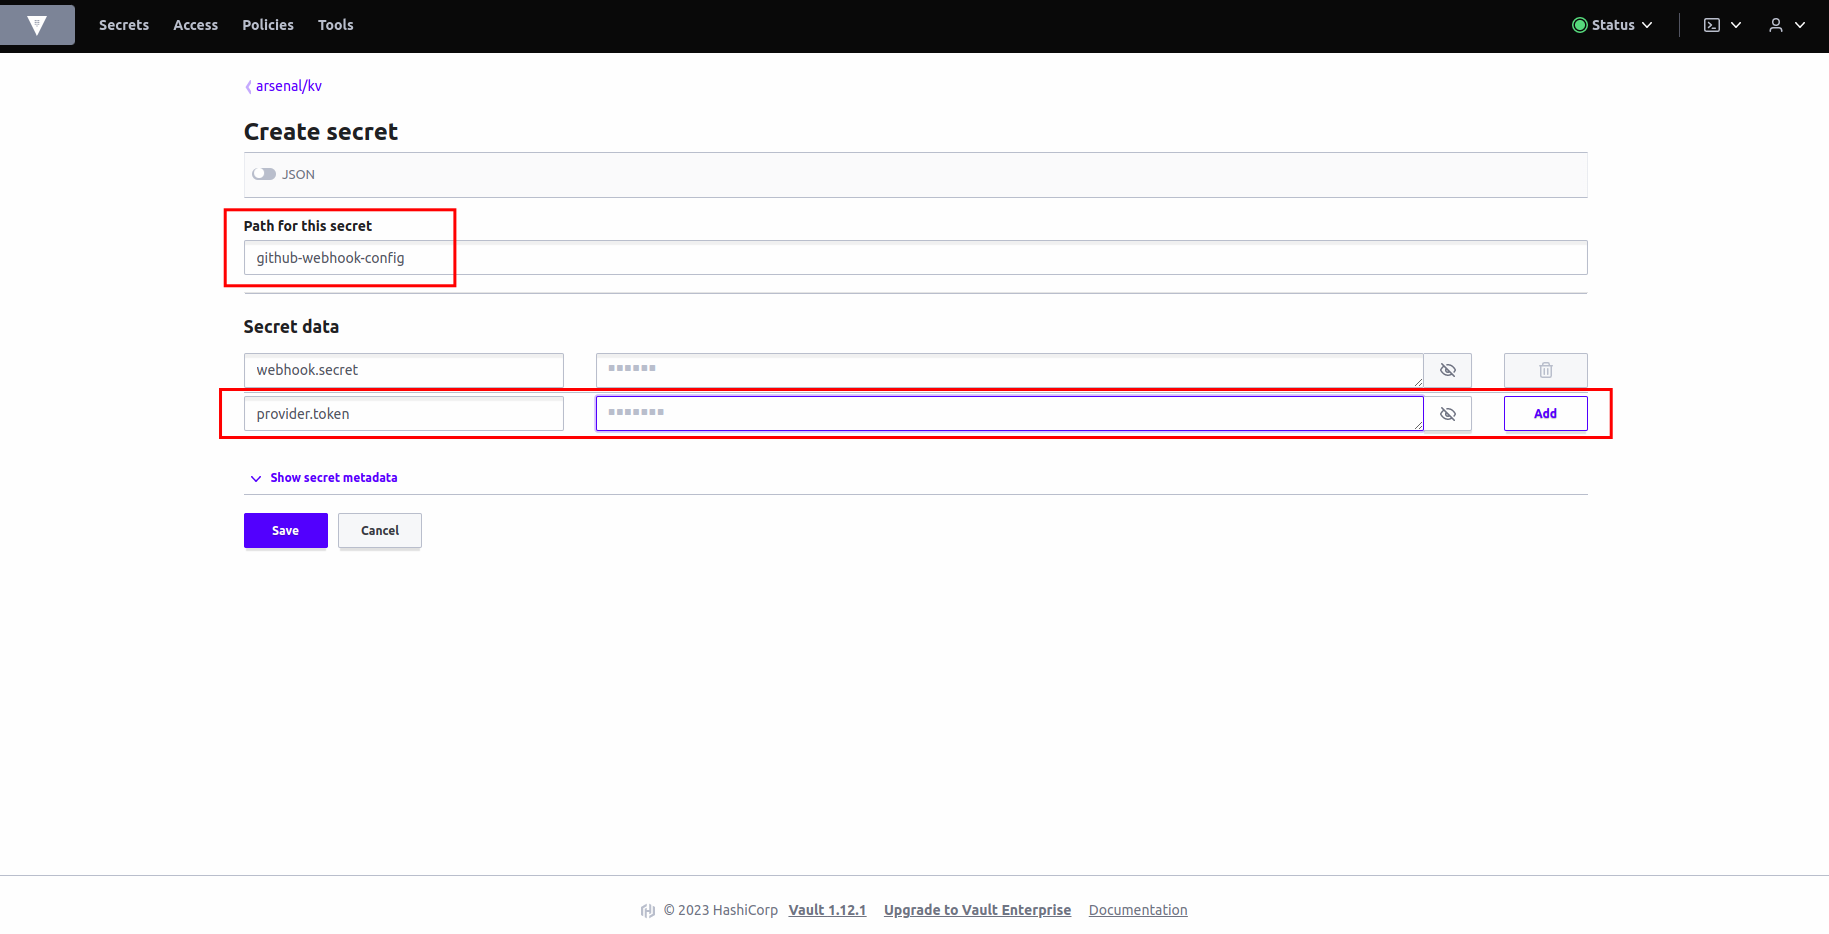 Secrets Access Policies Tools Status
arsenal/kv
Create secret
JSON
Path for this secret
github-webhook-config
Secret data
webhook.secret
provider.token Add
Show secret metadata
Save Cancel
© 2023 HashiCorp Vault 1.12.1 Upgrade to Vault Enterprise Documentation